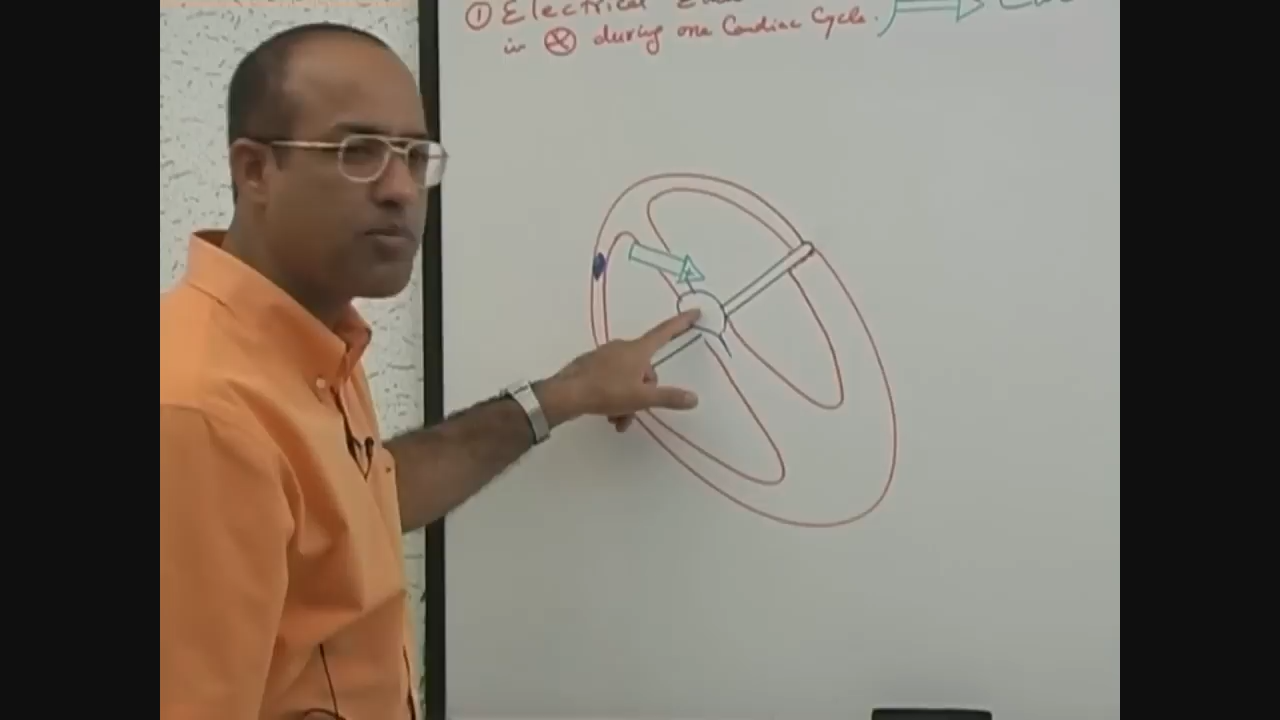 ① Electrical
in ⊗ during one Cardiac Cycle.